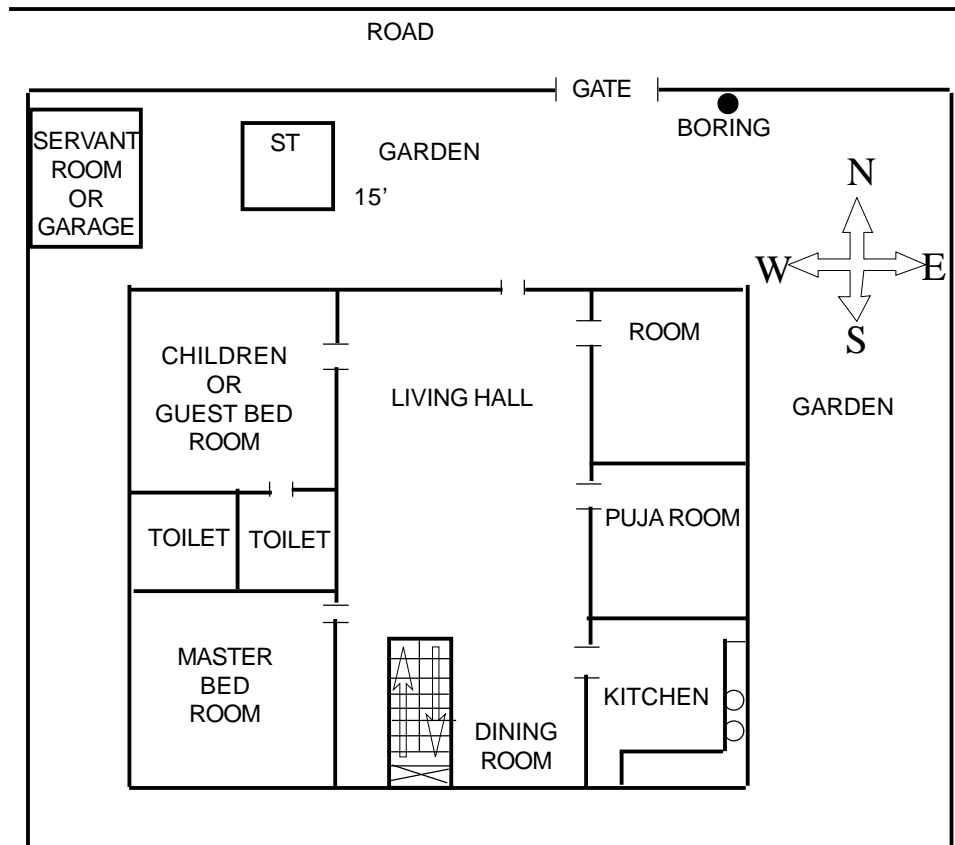 ROAD
GATE
BORING
SERVANT
ROOM
OR
GARAGE
ST
GARDEN
15’
N
W
E
S
CHILDREN
OR
GUEST BED
ROOM
LIVING HALL
ROOM
GARDEN
TOILET
TOILET
PUJA ROOM
MASTER
BED
ROOM
DINING
ROOM
KITCHEN